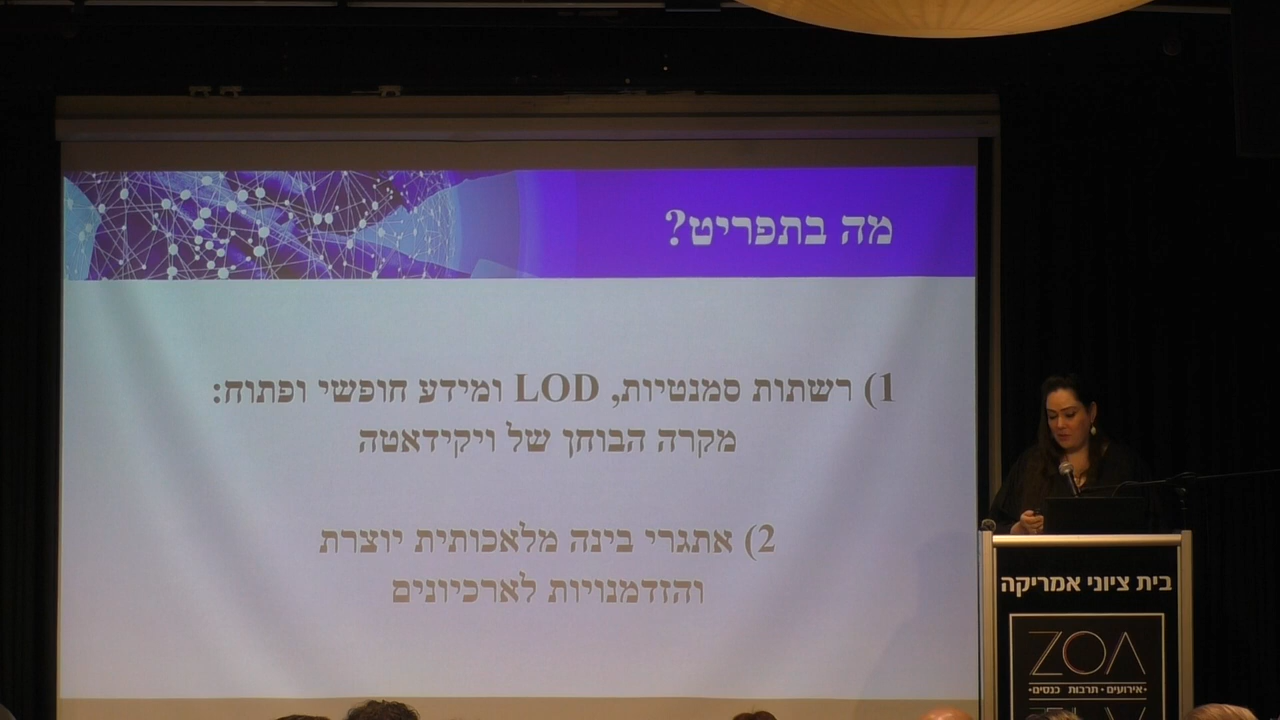 מה בתפריט?
1) רשתות סמנטיות, LOD ומידע חופשי ופתוח:
מקרה הבוחן של ויקידאטה
2) אתגרי בינה מלאכותית יוצרת
והזדמנויות לארכיונים
בית ציוני אמריקה
ZOA
•אירועים • תרבות כנסים•